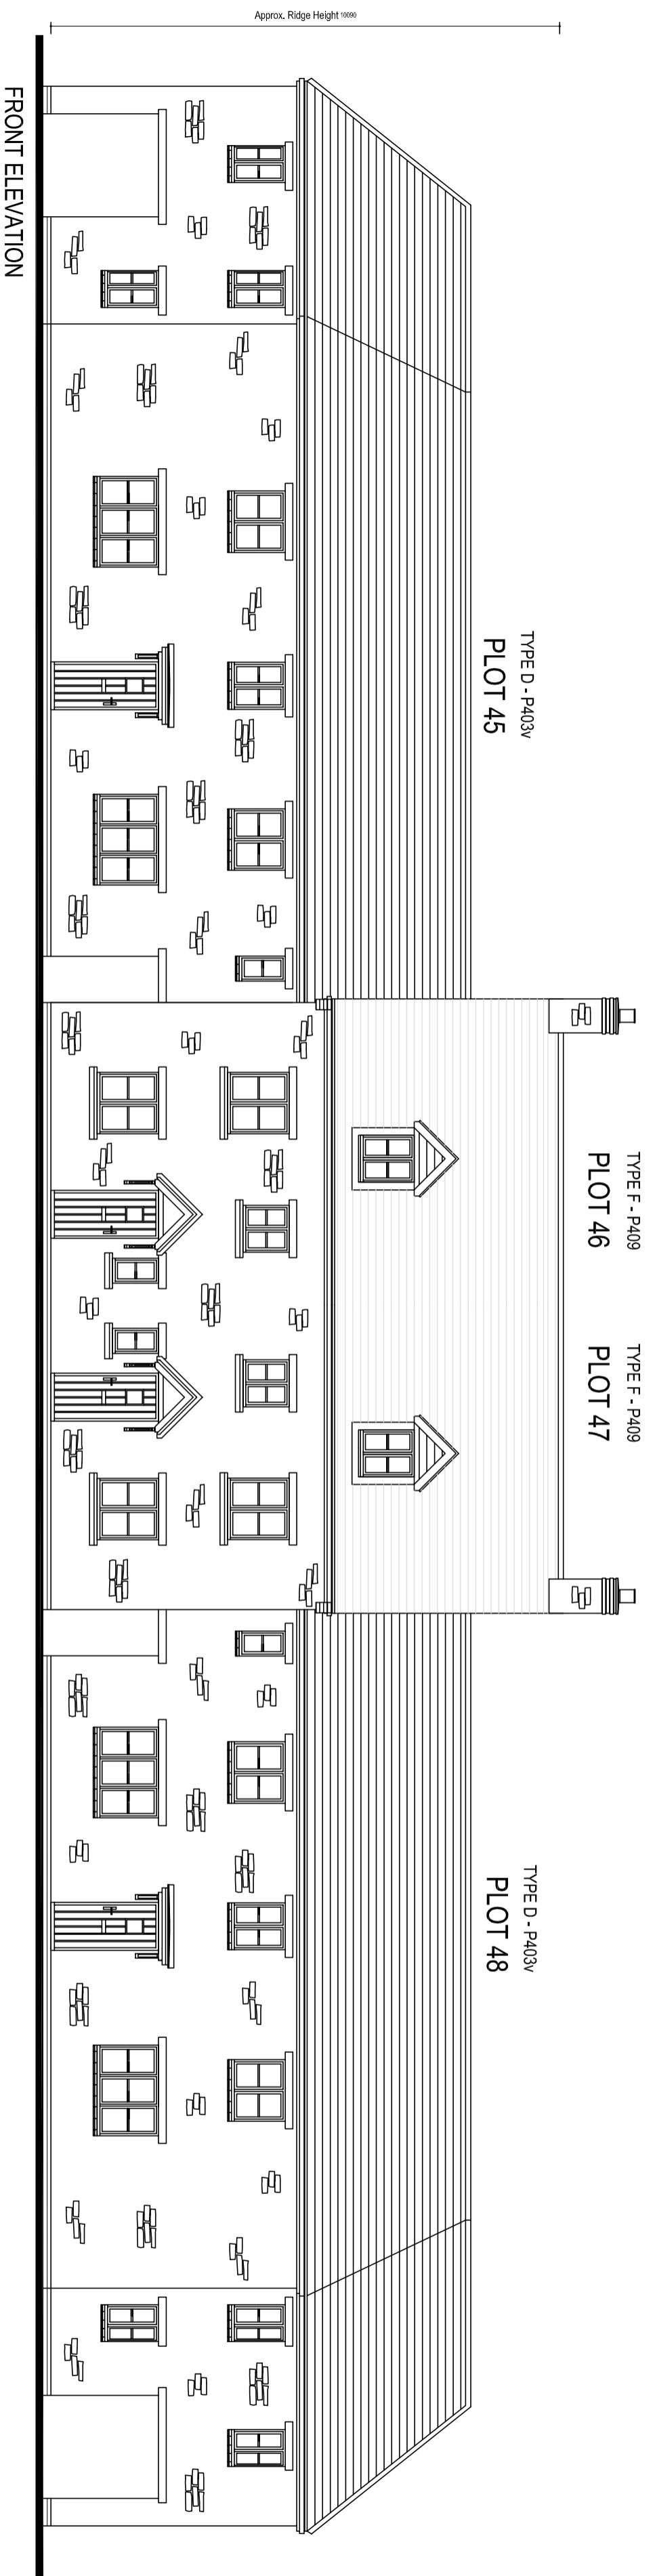 Approx. Ridge Height 10090
TYPE D - P403v
PLOT 45
TYPE F - P409
PLOT 46
TYPE F - P409
PLOT 47
TYPE D - P403v
PLOT 48
FRONT ELEVATION